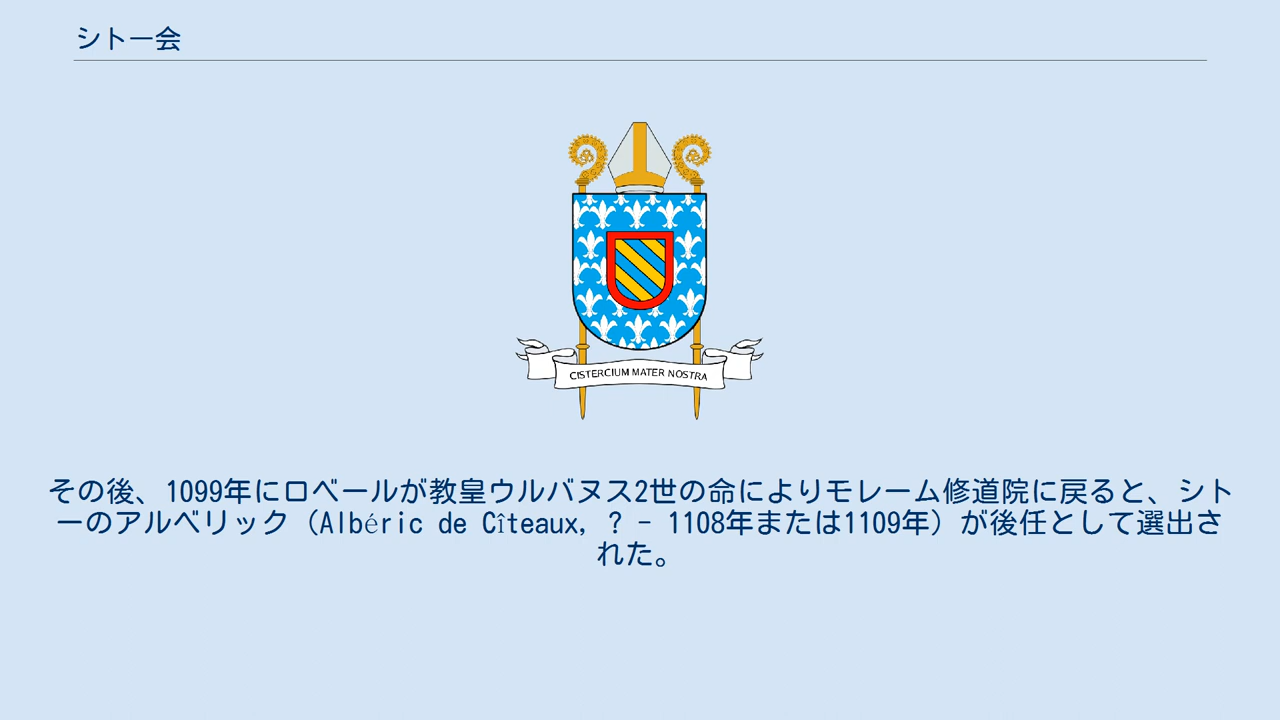 シトー会
CISTERCIUM MATER NOSTRA
その後、1099年にロベールが教皇ウルバヌス2世の命によりモレーム修道院に戻ると、シト
ーのアルベリック（Albéric de Cîteaux, ? - 1108年または1109年）が後任として選出さ
れた。